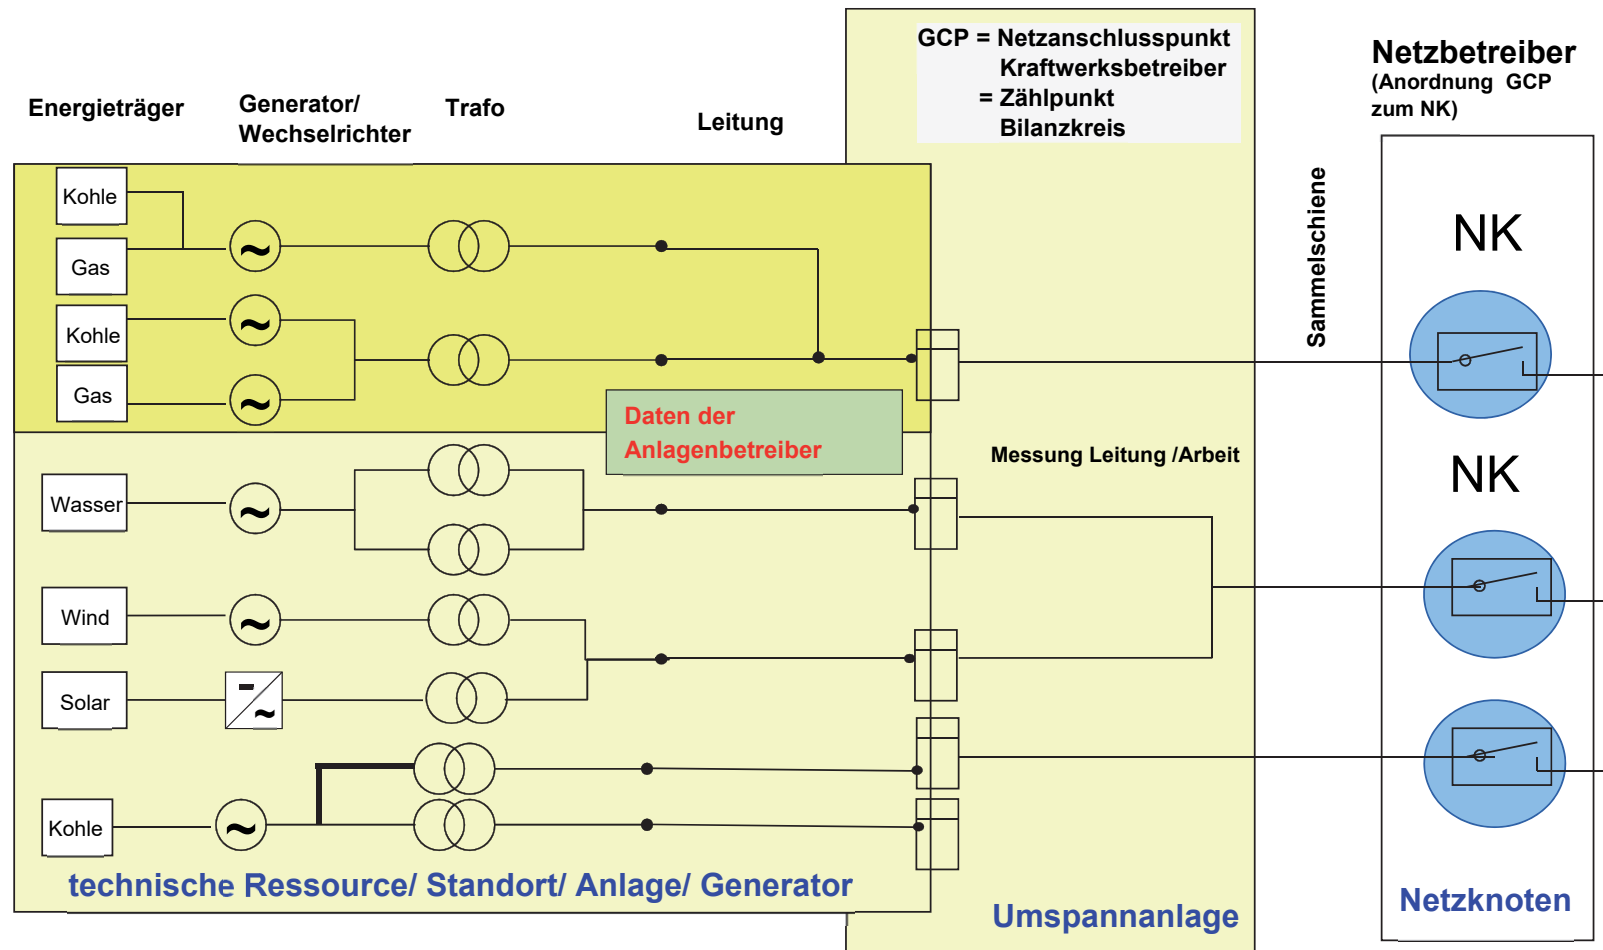 GCP = Netzanschlusspunkt
Kraftwerksbetreiber
= Zählpunkt
Bilanzkreis
Netzbetreiber
(Anordnung GCP
zum NK)
Energieträger
Generator/
Wechselrichter
Trafo
Leitung
Sammelschiene
Kohle
Gas
Kohle
Gas
~
~
~
NK
Daten der
Anlagenbetreiber
Messung Leitung /Arbeit
NK
Wasser
~
Wind
~
Solar
-
~
Kohle
~
technische Ressource/ Standort/ Anlage/ Generator
Umspannanlage
Netzknoten